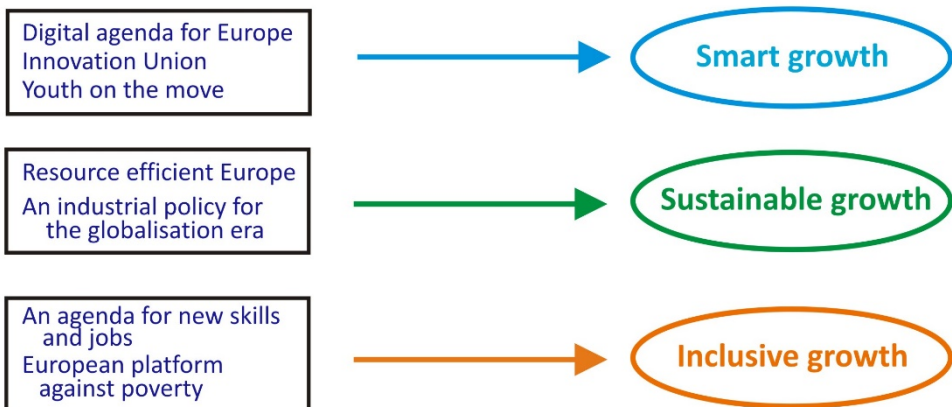 Digital agenda for Europe
Innovation Union
Youth on the move
Smart growth
Resource efficient Europe
An industrial policy for
the globalisation era
Sustainable growth
An agenda for new skills
and jobs
European platform
against poverty
Inclusive growth